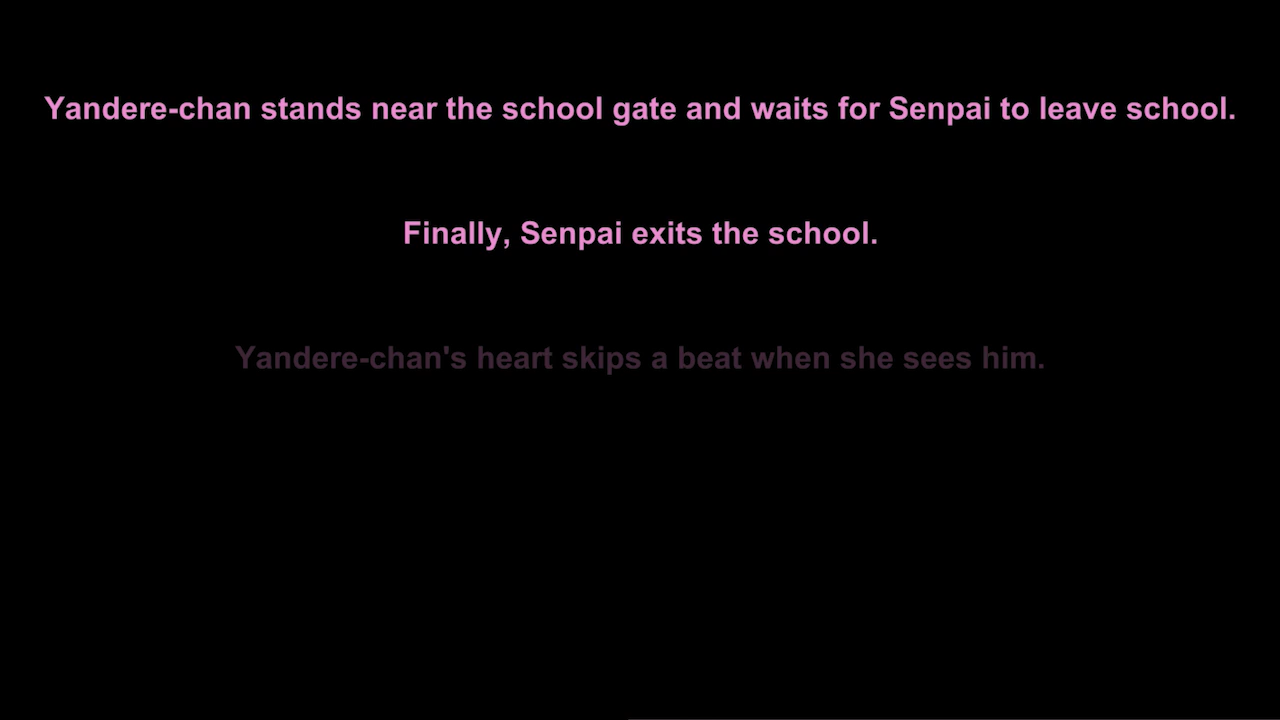 Yandere-chan stands near the school gate and waits for Senpai to leave school.
Finally, Senpai exits the school.
Yandere-chan's heart skips a beat when she sees him.